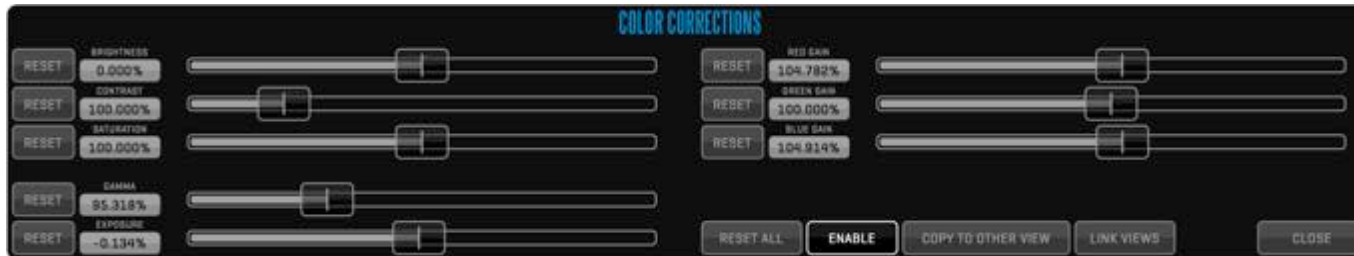 COLOR CORRECTIONS
BRIGHTNESS
RESET 0.000%
CONTRAST
RESET 100.000%
SATURATION
RESET 100.000%
GAMMA
RESET 95.318%
EXPOSURE
RESET -0.134%
RED GAIN
RESET 104.782%
GREEN GAIN
RESET 100.000%
BLUE GAIN
RESET 104.914%
RESET ALL ENABLE COPY TO OTHER VIEW LINK VIEWS CLOSE